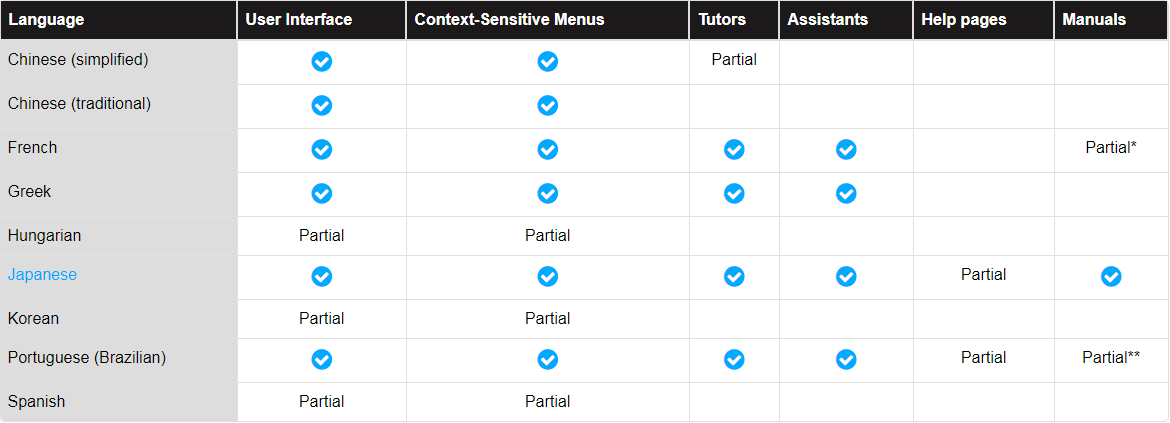 Language User Interface Context-Sensitive Menus Tutors Assistants Help pages Manuals
Chinese (simplified) Partial
Chinese (traditional)
French Partial*
Greek
Hungarian Partial Partial
Japanese Partial
Korean Partial Partial
Portuguese (Brazilian) Partial Partial**
Spanish Partial Partial